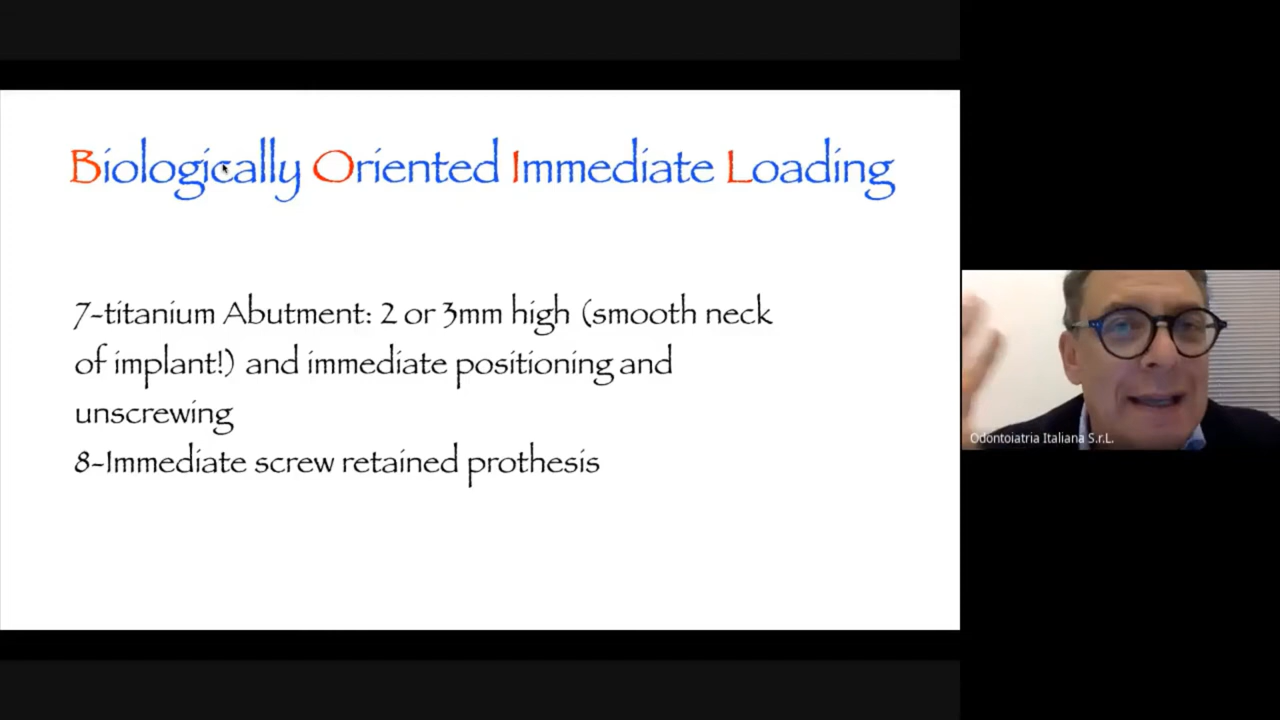 Biologically Oriented Immediate Loading
7-titanium Abutment: 2 or 3mm high (smooth neck
of implant!) and immediate positioning and
unscrewing
8-Immediate screw retained prothesis
Odontoiatria Italiana S.r.L.